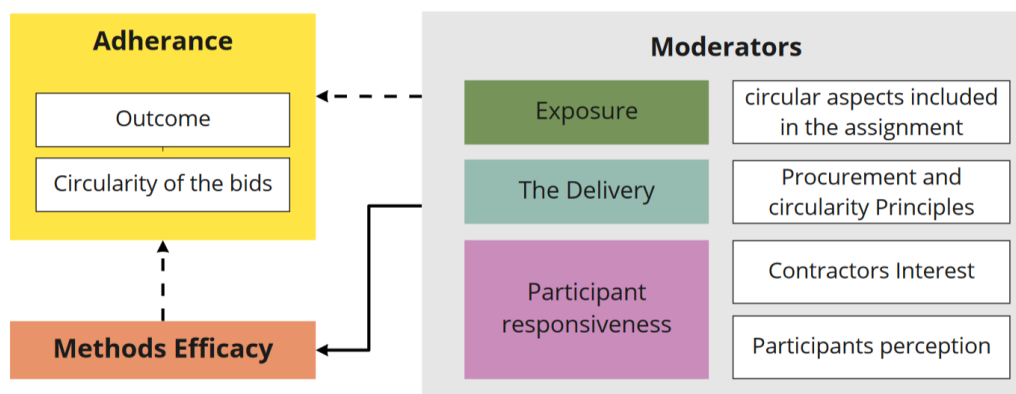 Adherance
Outcome
Circularity of the bids
Methods Efficacy
Moderators
Exposure
circular aspects included
in the assignment
The Delivery
Procurement and
circularity Principles
Participant
responsiveness
Contractors Interest
Participants perception